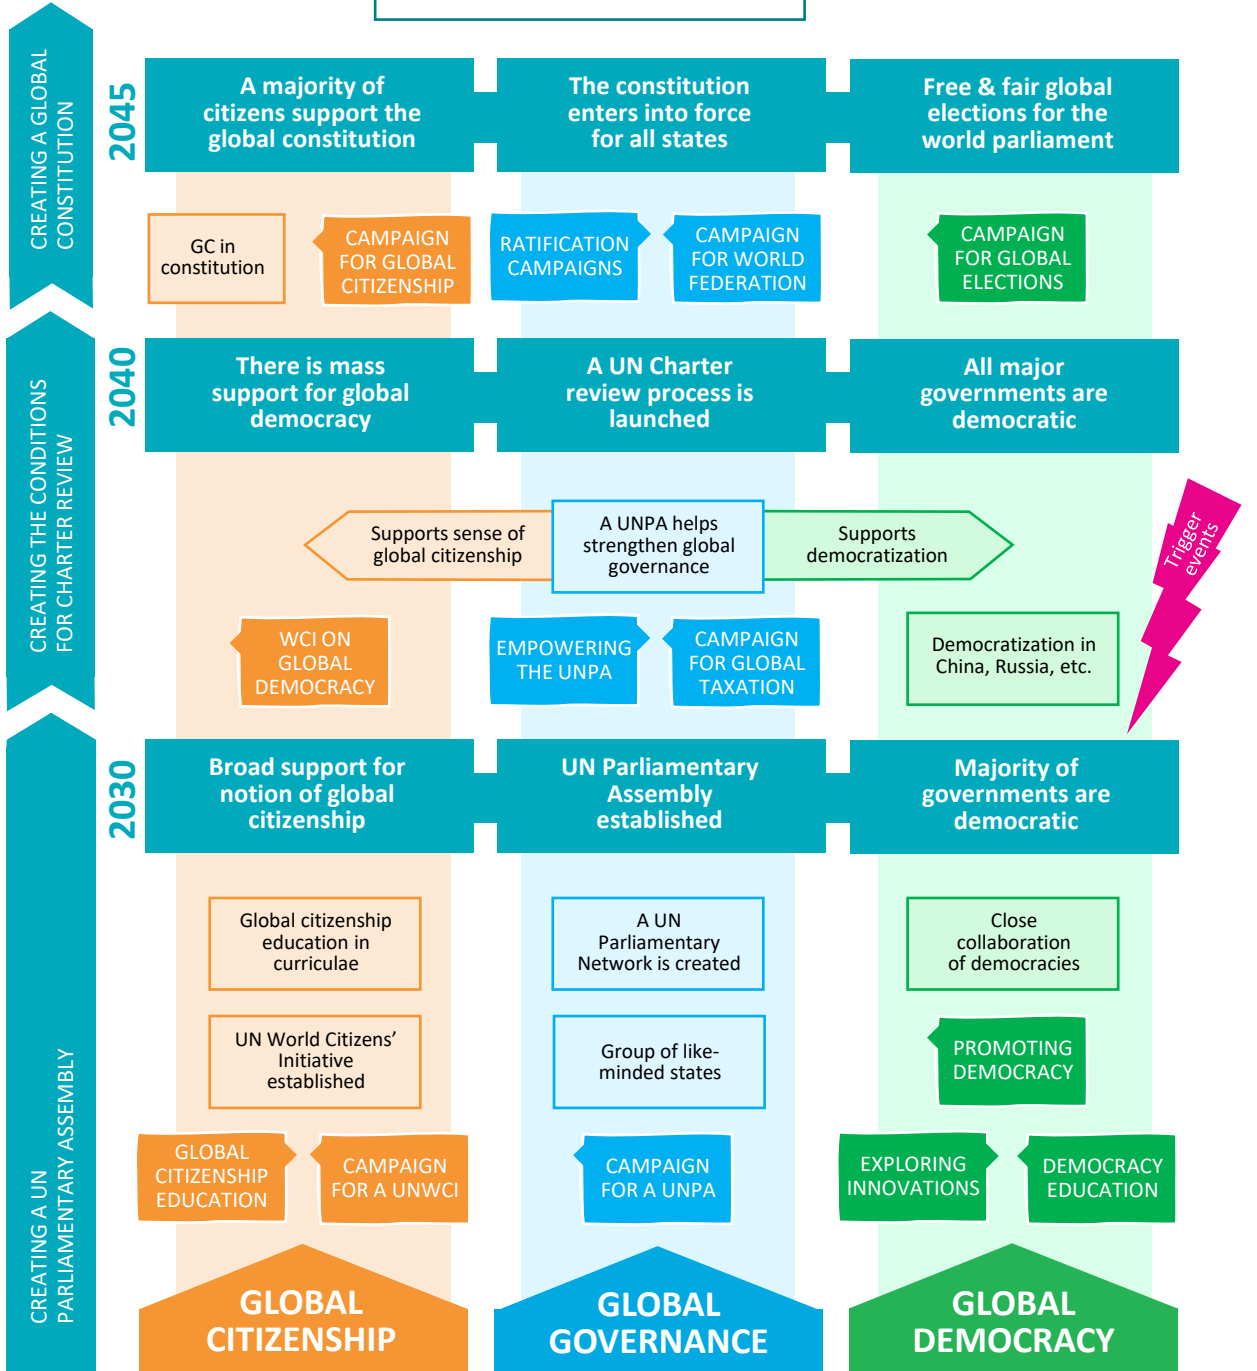 CREATING A GLOBAL
CONSTITUTION
2045
A majority of
citizens support the
global constitution
The constitution
enters into force
for all states
Free & fair global
elections for the
world parliament
GC in
constitution
CAMPAIGN
FOR GLOBAL
CITIZENSHIP
RATIFICATION
CAMPAIGNS
CAMPAIGN
FOR WORLD
FEDERATION
CAMPAIGN
FOR GLOBAL
ELECTIONS
CREATING THE CONDITIONS
FOR CHARTER REVIEW
2040
There is mass
support for global
democracy
A UN Charter
review process is
launched
All major
governments are
democratic
Supports sense of
global citizenship
A UNPA helps
strengthen global
governance
Supports
democratization
Trigger
events
WCI ON
GLOBAL
DEMOCRACY
EMPOWERING
THE UNPA
CAMPAIGN
FOR GLOBAL
TAXATION
Democratization in
China, Russia, etc.
CREATING A UN
PARLIAMENTARY ASSEMBLY
2030
Broad support for
notion of global
citizenship
UN Parliamentary
Assembly
established
Majority of
governments are
democratic
Global citizenship
education in
curriculae
A UN
Parliamentary
Network is created
Close
collaboration
of democracies
UN World Citizens’
Initiative
established
Group of like-
minded states
PROMOTING
DEMOCRACY
GLOBAL
CITIZENSHIP
EDUCATION
CAMPAIGN
FOR A UNWCI
CAMPAIGN
FOR A UNPA
EXPLORING
INNOVATIONS
DEMOCRACY
EDUCATION
GLOBAL
CITIZENSHIP
GLOBAL
GOVERNANCE
GLOBAL
DEMOCRACY